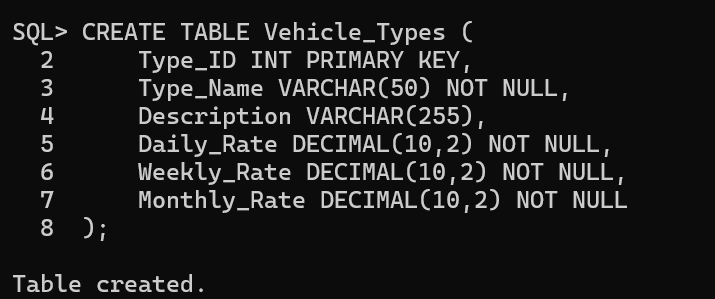 SQL> CREATE TABLE Vehicle_Types (
  2      Type_ID INT PRIMARY KEY,
  3      Type_Name VARCHAR(50) NOT NULL,
  4      Description VARCHAR(255),
  5      Daily_Rate DECIMAL(10,2) NOT NULL,
  6      Weekly_Rate DECIMAL(10,2) NOT NULL,
  7      Monthly_Rate DECIMAL(10,2) NOT NULL
  8  );
Table created.